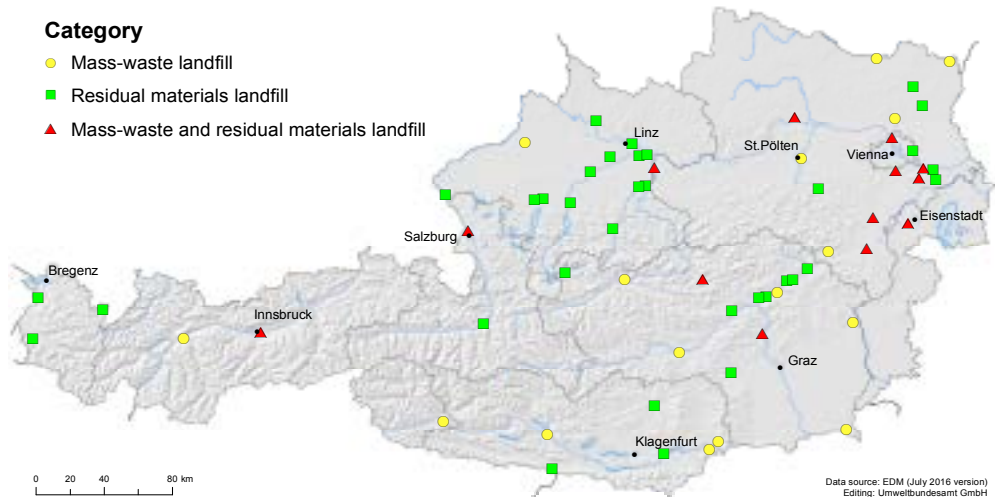 Category
Mass-waste landfill
Residual materials landfill
Mass-waste and residual materials landfill
Linz
St.Pölten
Vienna
Eisenstadt
Salzburg
Bregenz
Innsbruck
Graz
Klagenfurt
0 20 40 80 km
Data source: EDM (July 2016 version)
Editing: Umweltbundesamt GmbH